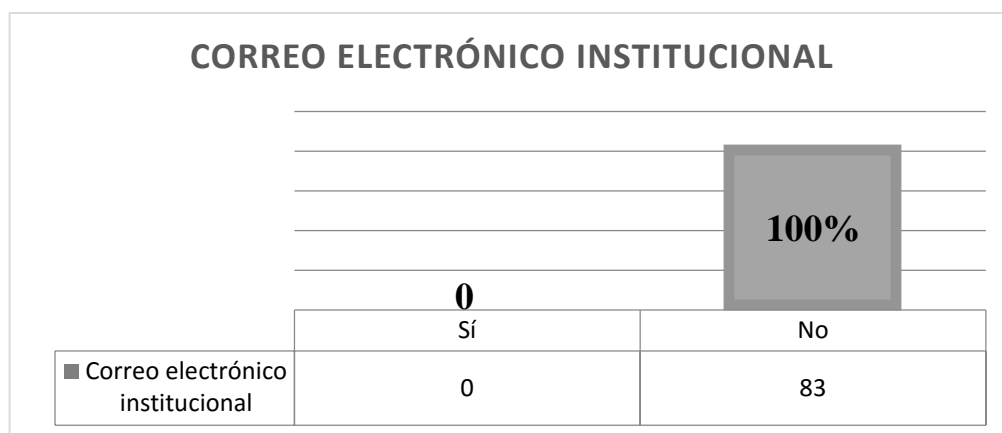 CORREO ELECTRÓNICO INSTITUCIONAL
100%
0
Sí No
Correo electrónico
institucional
0 83